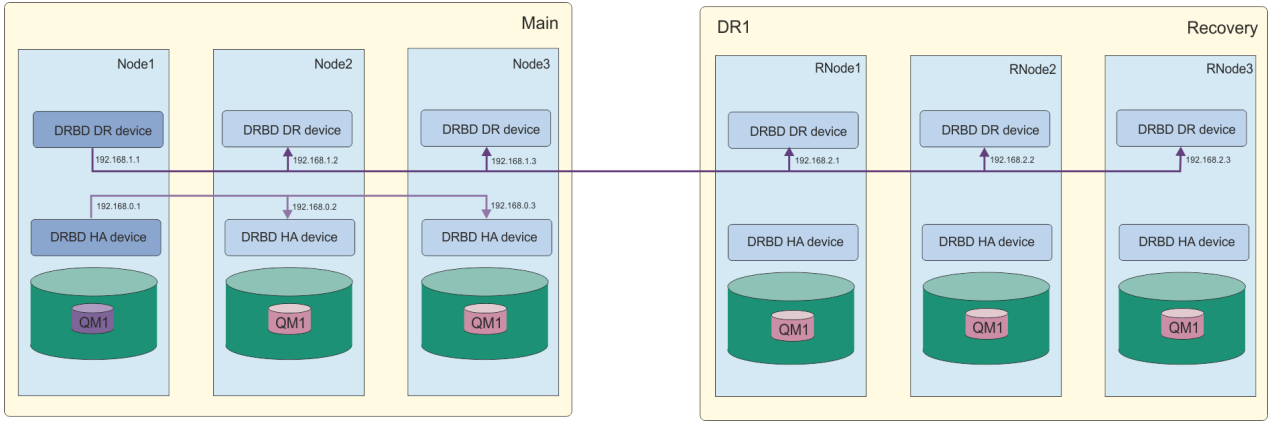 Main
Node1
Node2
Node3
DRBD DR device
DRBD DR device
DRBD DR device
192.168.1.1
192.168.1.2
192.168.1.3
192.168.0.1
192.168.0.2
192.168.0.3
DRBD HA device
DRBD HA device
DRBD HA device
QM1
QM1
QM1
DR1
Recovery
RNode1
RNode2
RNode3
DRBD DR device
DRBD DR device
DRBD DR device
192.168.2.1
192.168.2.2
192.168.2.3
DRBD HA device
DRBD HA device
DRBD HA device
QM1
QM1
QM1